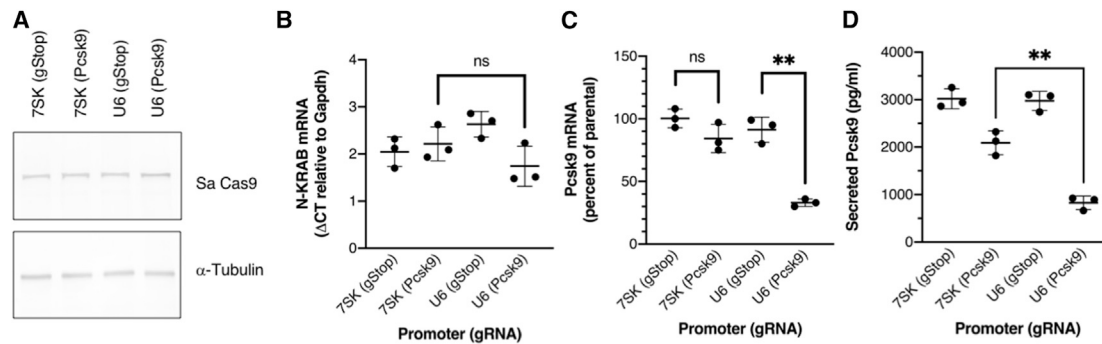 A
7SK (gStop)
7SK (Pcsk9)
U6 (gStop)
U6 (Pcsk9)
Sa Cas9
α-Tubulin
B
N-KRAB mRNA
(ΔCT relative to Gapdh)
4
3
2
1
0
ns
7SK (gStop)
7SK (Pcsk9)
U6 (gStop)
U6 (Pcsk9)
Promoter (gRNA)
C
Pcsk9 mRNA
(percent of parental)
150
100
50
0
ns
**
7SK (gStop)
7SK (Pcsk9)
U6 (gStop)
U6 (Pcsk9)
Promoter (gRNA)
D
Secreted Pcsk9 (pg/ml)
4000
3000
2000
1000
0
**
7SK (gStop)
7SK (Pcsk9)
U6 (gStop)
U6 (Pcsk9)
Promoter (gRNA)